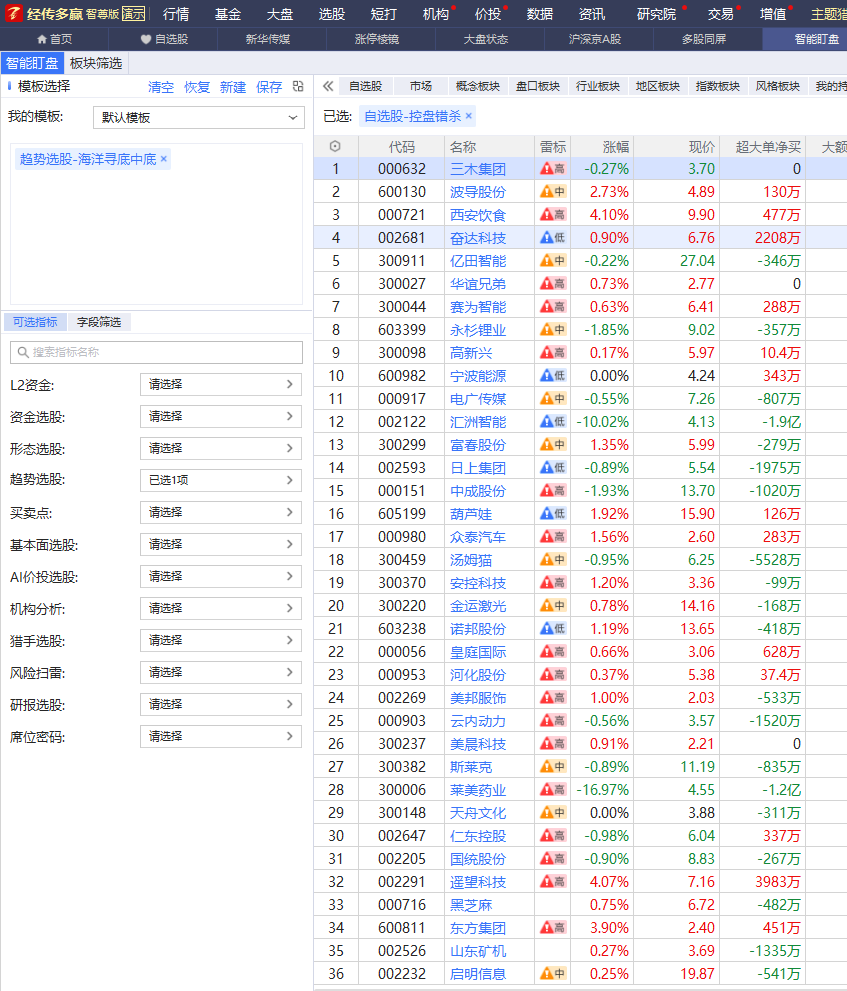 经传多赢 智尊版 演示 行情 基金 大盘 选股 短打 机构 价投 数据 资讯 研究院 交易 增值 主题猎
首页 自选股 新华传媒 涨停棱镜 大盘状态 沪深京A股 多股同屏 智能盯盘
智能盯盘 板块筛选
模板选择 清空 恢复 新建 保存
我的模板: 默认模板
趋势选股-海洋寻底中底 ×
可选指标 字段筛选
搜索指标名称
L2资金: 请选择
资金选股: 请选择
形态选股: 请选择
趋势选股: 已选1项
买卖点: 请选择
基本面选股: 请选择
AI价投选股: 请选择
机构分析: 请选择
猎手选股: 请选择
风险扫雷: 请选择
研报选股: 请选择
席位密码: 请选择
自选股 市场 概念板块 盘口板块 行业板块 地区板块 指数板块 风格板块 我的持
已选: 自选股-控盘错杀 ×
代码 名称 雷标 涨幅 现价 超大单净买 大额
1 000632 三木集团 高 -0.27% 3.70 0
2 600130 波导股份 中 2.73% 4.89 130万
3 000721 西安饮食 高 4.10% 9.90 477万
4 002681 奋达科技 低 0.90% 6.76 2208万
5 300911 亿田智能 中 -0.22% 27.04 -346万
6 300027 华谊兄弟 高 0.73% 2.77 0
7 300044 赛为智能 高 0.63% 6.41 288万
8 603399 永杉锂业 中 -1.85% 9.02 -357万
9 300098 高新兴 高 0.17% 5.97 10.4万
10 600982 宁波能源 低 0.00% 4.24 343万
11 000917 电广传媒 中 -0.55% 7.26 -807万
12 002122 汇洲智能 低 -10.02% 4.13 -1.9亿
13 300299 富春股份 中 1.35% 5.99 -279万
14 002593 日上集团 低 -0.89% 5.54 -1975万
15 000151 中成股份 高 -1.93% 13.70 -1020万
16 605199 葫芦娃 低 1.92% 15.90 126万
17 000980 众泰汽车 高 1.56% 2.60 283万
18 300459 汤姆猫 中 -0.95% 6.25 -5528万
19 300370 安控科技 高 1.20% 3.36 -99万
20 300220 金运激光 中 0.78% 14.16 -168万
21 603238 诺邦股份 低 1.19% 13.65 -418万
22 000056 皇庭国际 高 0.66% 3.06 628万
23 000953 河化股份 高 0.37% 5.38 37.4万
24 002269 美邦服饰 高 1.00% 2.03 -533万
25 000903 云内动力 高 -0.56% 3.57 -1520万
26 300237 美晨科技 高 0.91% 2.21 0
27 300382 斯莱克 中 -0.89% 11.19 -835万
28 300006 莱美药业 高 -16.97% 4.55 -1.2亿
29 300148 天舟文化 中 0.00% 3.88 -311万
30 002647 仁东控股 高 -0.98% 6.04 337万
31 002205 国统股份 高 -0.90% 8.83 -267万
32 002291 遥望科技 高 4.07% 7.16 3983万
33 000716 黑芝麻 0.75% 6.72 -482万
34 600811 东方集团 高 3.90% 2.40 451万
35 002526 山东矿机 0.27% 3.69 -1335万
36 002232 启明信息 中 0.25% 19.87 -541万